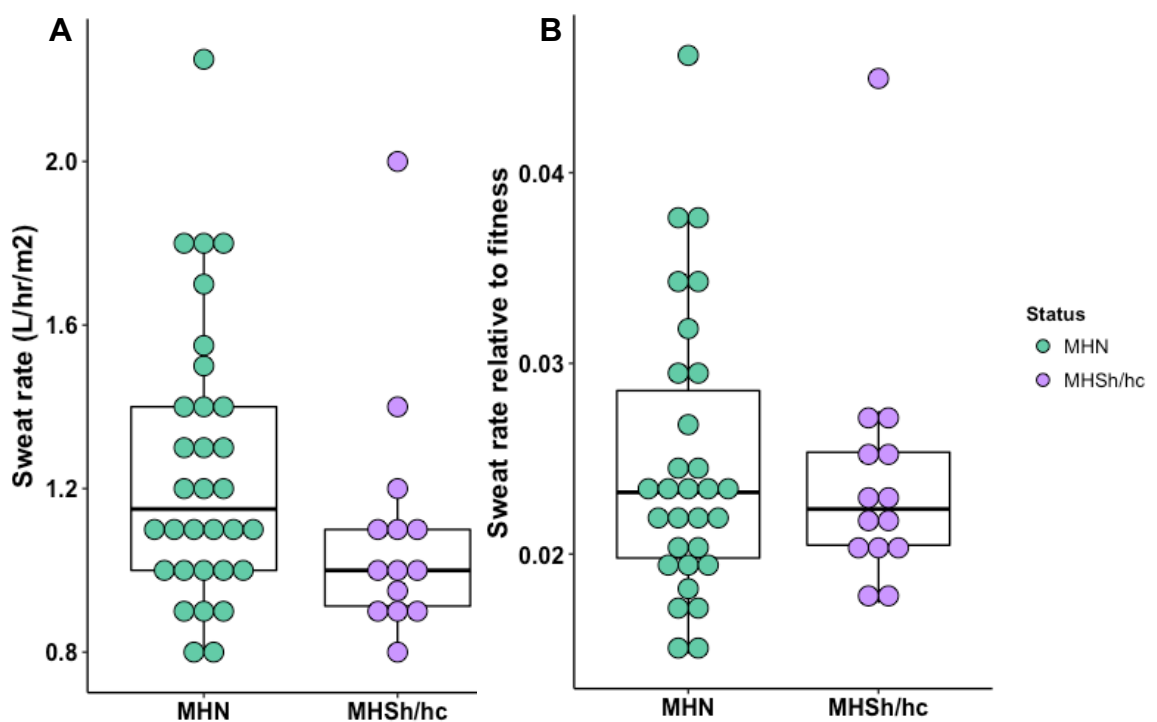 A
Sweat rate (L/hr/m2)
2.0
1.6
1.2
0.8
MHN MHSh/hc
B
Sweat rate relative to fitness
0.04
0.03
0.02
MHN MHSh/hc
Status
MHN
MHSh/hc